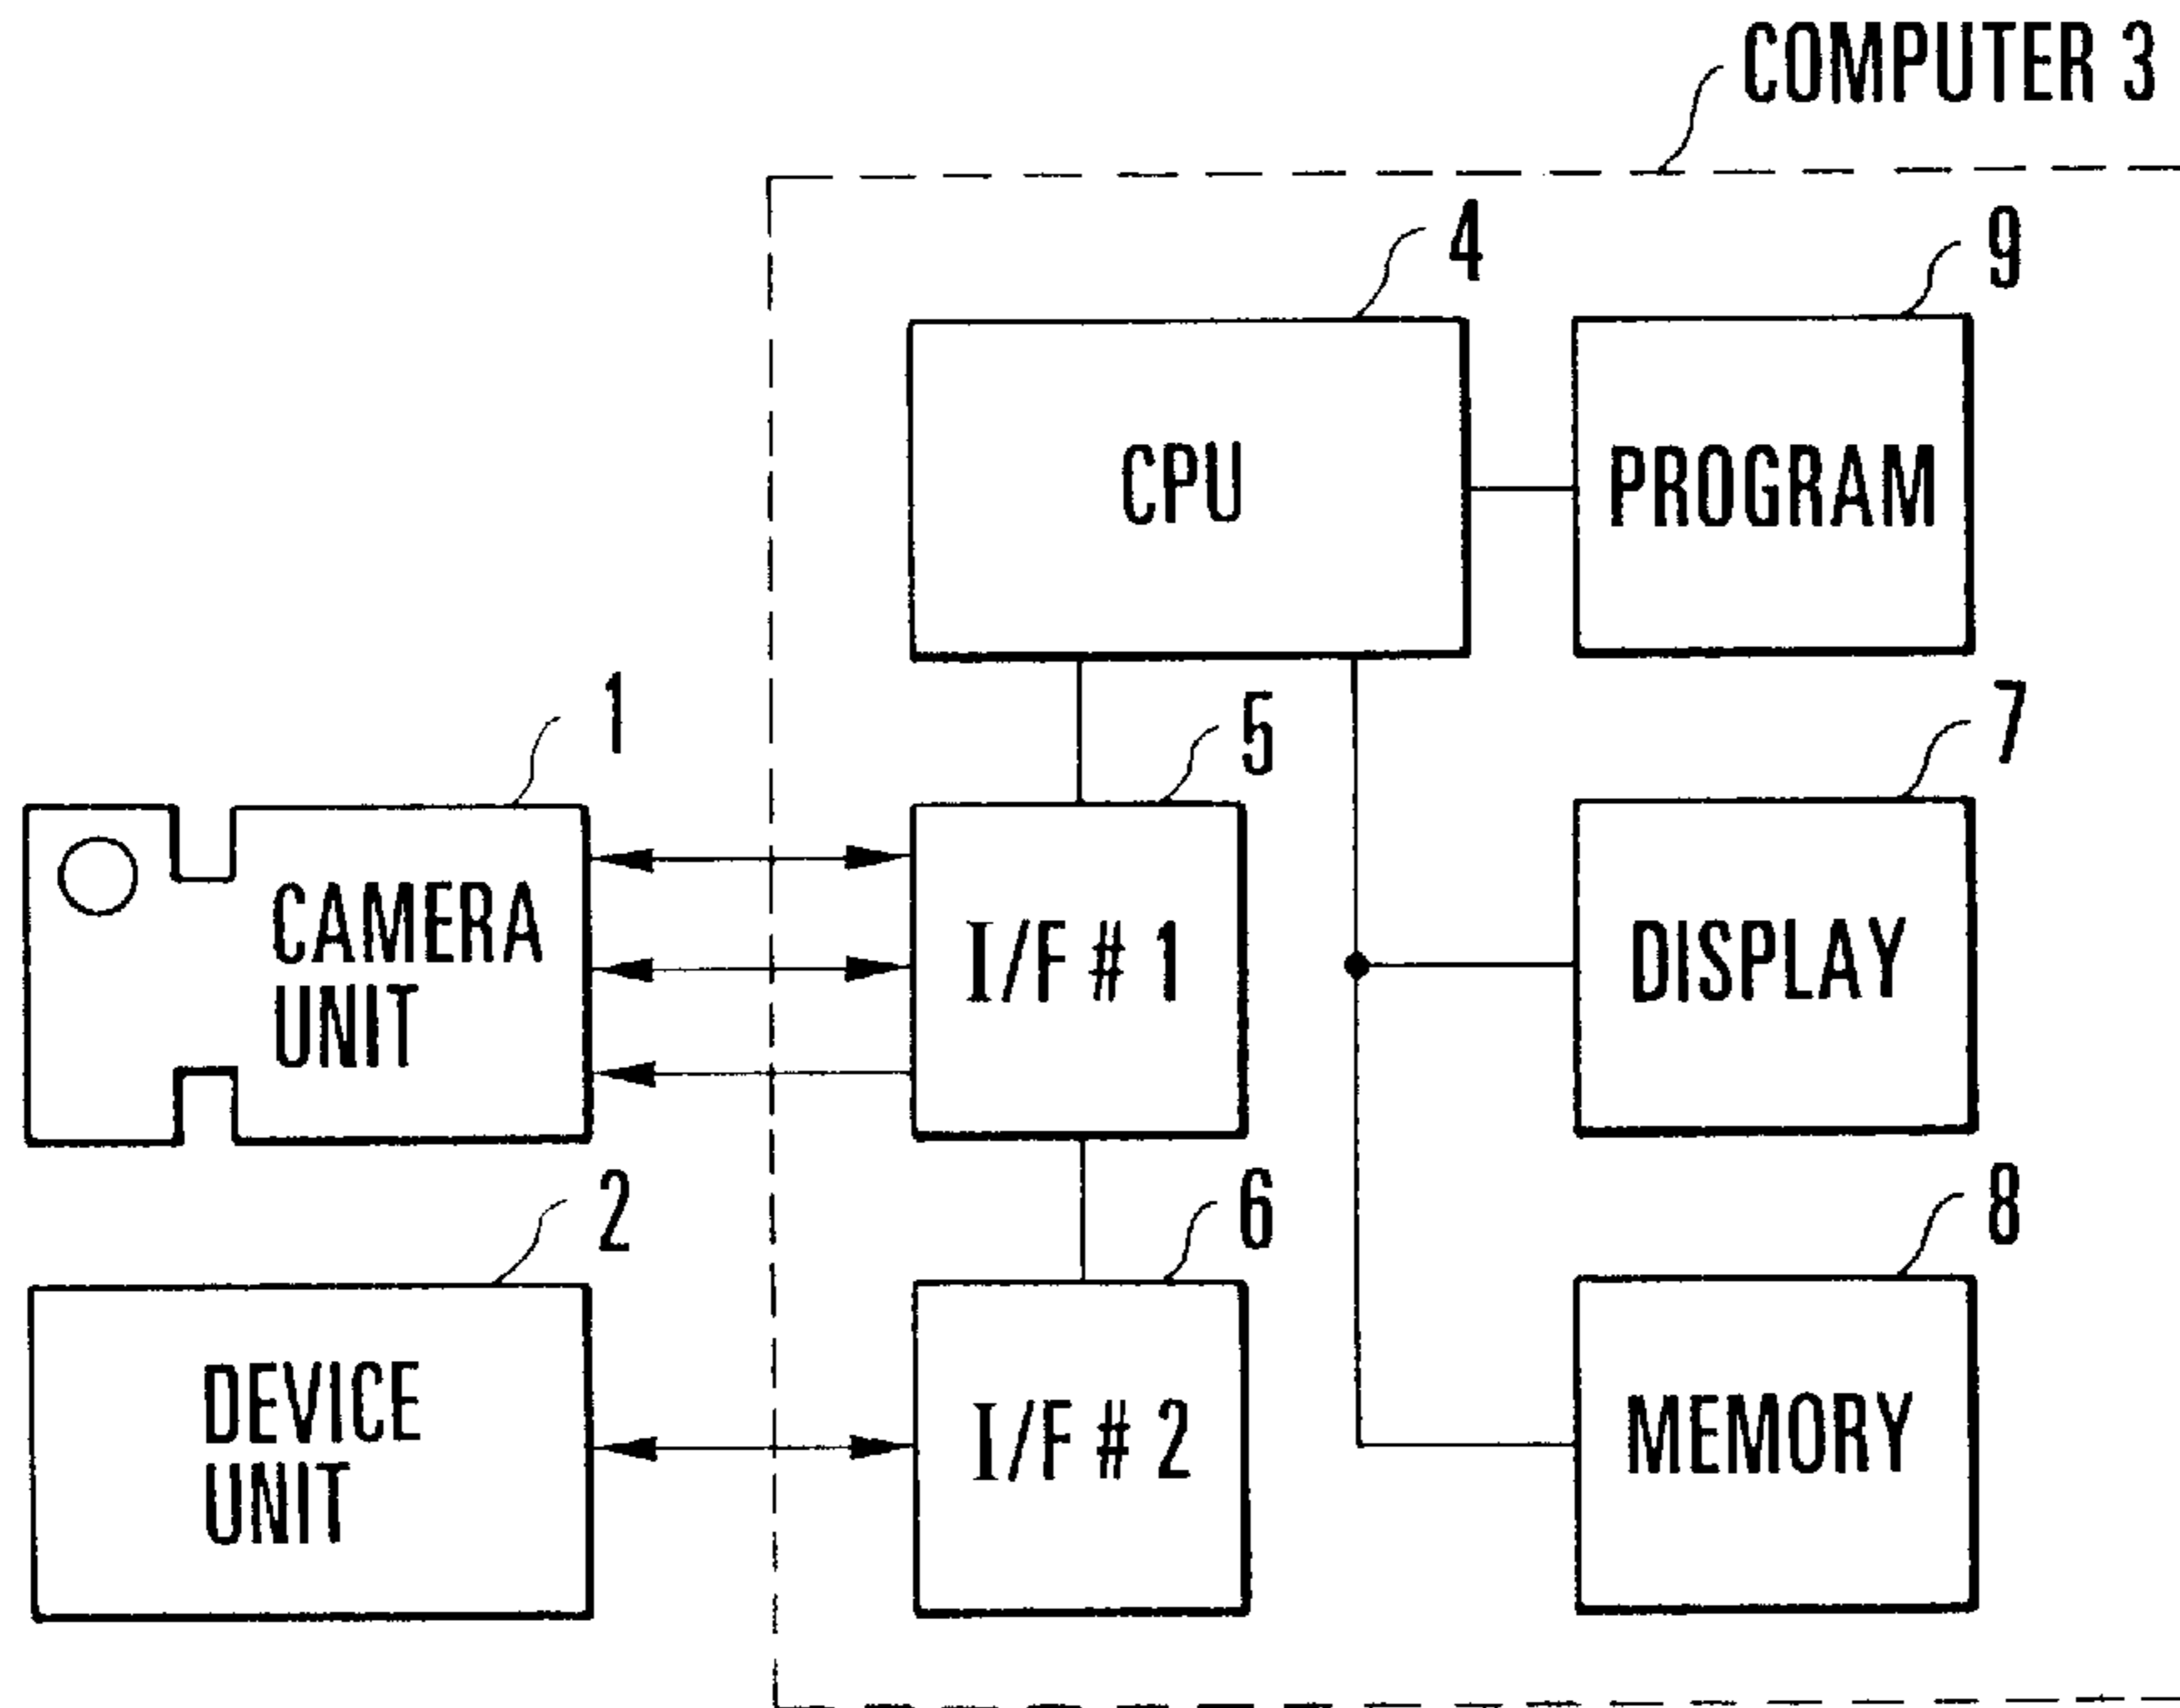 COMPUTER 3
4
9
CPU
PROGRAM
1
5
7
CAMERA
UNIT
I/F # 1
DISPLAY
2
6
8
DEVICE
UNIT
I/F # 2
MEMORY